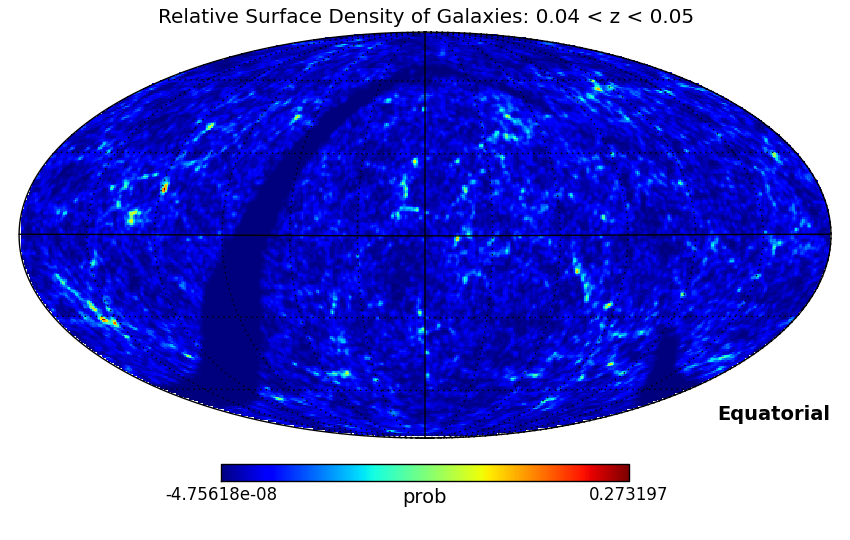 Relative Surface Density of Galaxies: 0.04 < z < 0.05
Equatorial
-4.75618e-08 prob 0.273197